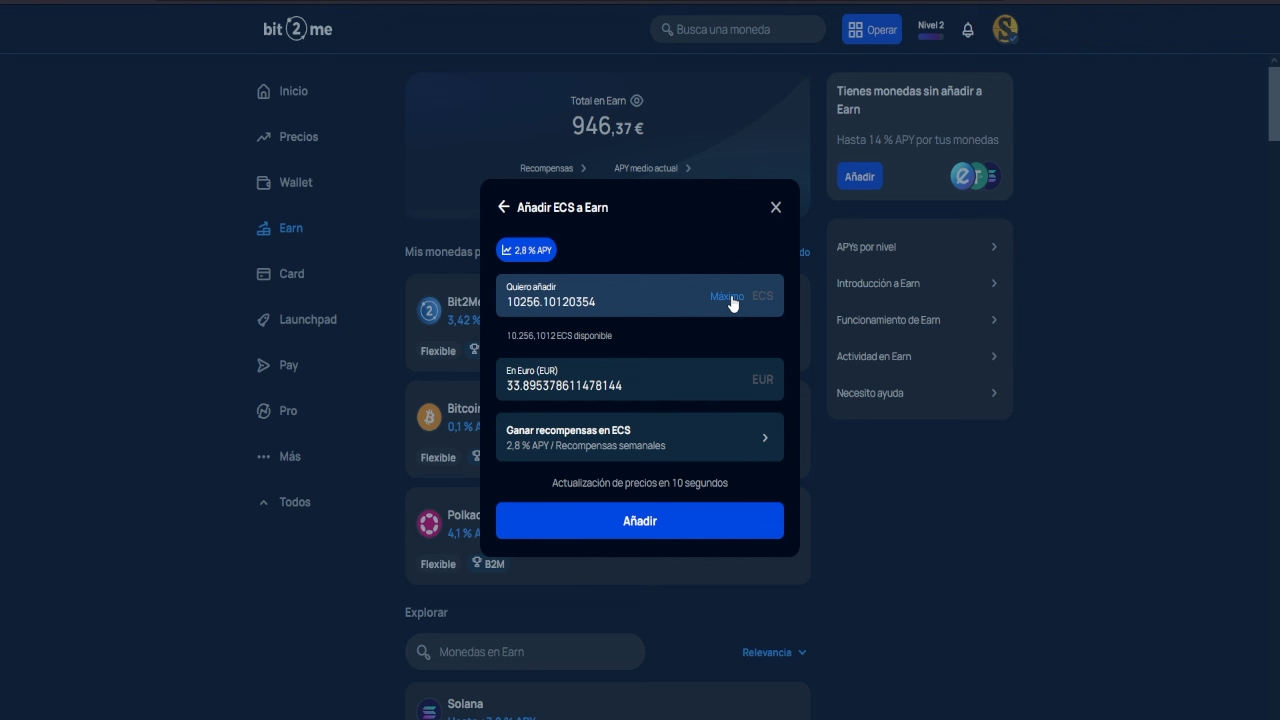 bit 2 me
Busca una moneda
Operar
Nivel 2
Inicio
Precios
Wallet
Earn
Card
Launchpad
Pay
Pro
Más
Todos
Total en Earn
946,37 €
Recompensas
APY medio actual
Tienes monedas sin añadir a
Earn
Hasta 14 % APY por tus monedas
Añadir
APYs por nivel
Introducción a Earn
Funcionamiento de Earn
Actividad en Earn
Necesito ayuda
Mis monedas
Bit2Me
3,42 %
Flexible
Bitcoin
0,1 %
Flexible
Polkad
4,1 %
Flexible
B2M
Añadir ECS a Earn
2,8 % APY
Quiero añadir
10256.10120354
Máximo
ECS
10.256,1012 ECS disponible
En Euro (EUR)
33.895378611478144
EUR
Ganar recompensas en ECS
2,8 % APY / Recompensas semanales
Actualización de precios en 10 segundos
Añadir
Explorar
Monedas en Earn
Relevancia
Solana